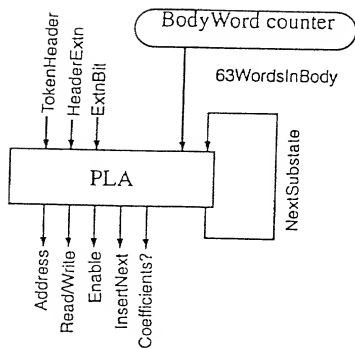 BodyWord counter
63WordsInBody
TokenHeader
HeaderExtn
ExtnBit
NextSubstate
PLA
Address
Read/Write
Enable
InsertNext
Coefficients?